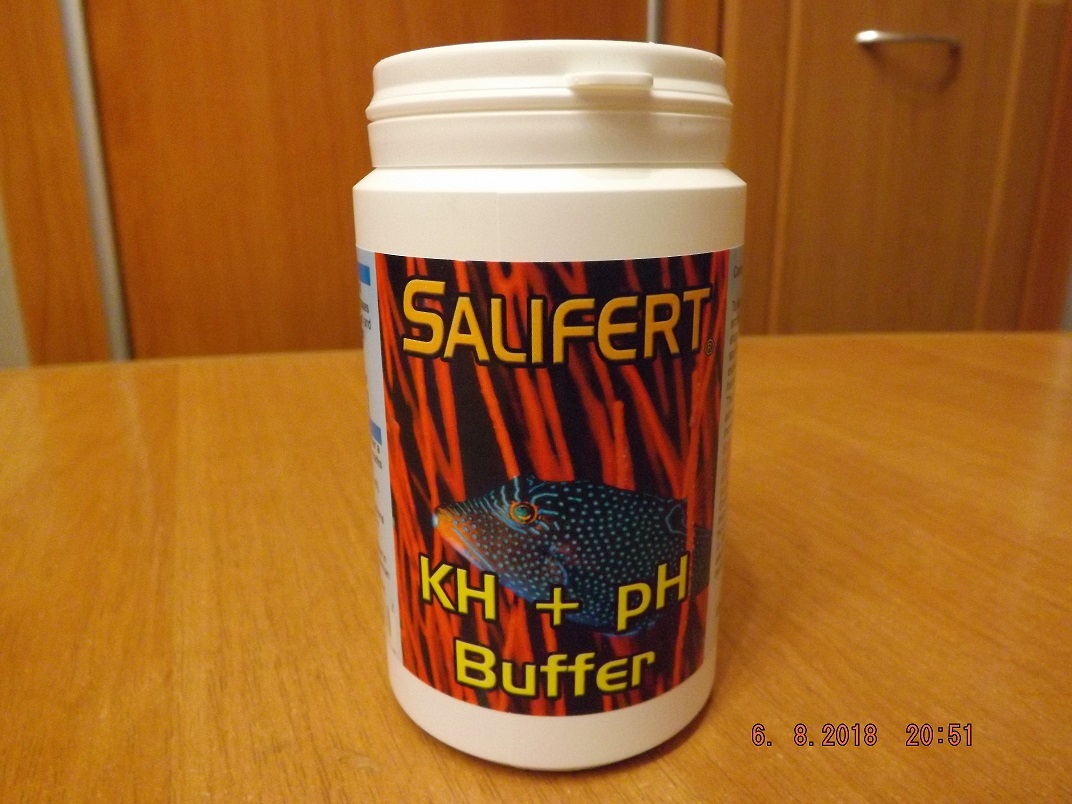 SALIFERT®
KH + pH
Buffer
6. 8.2018 20:51